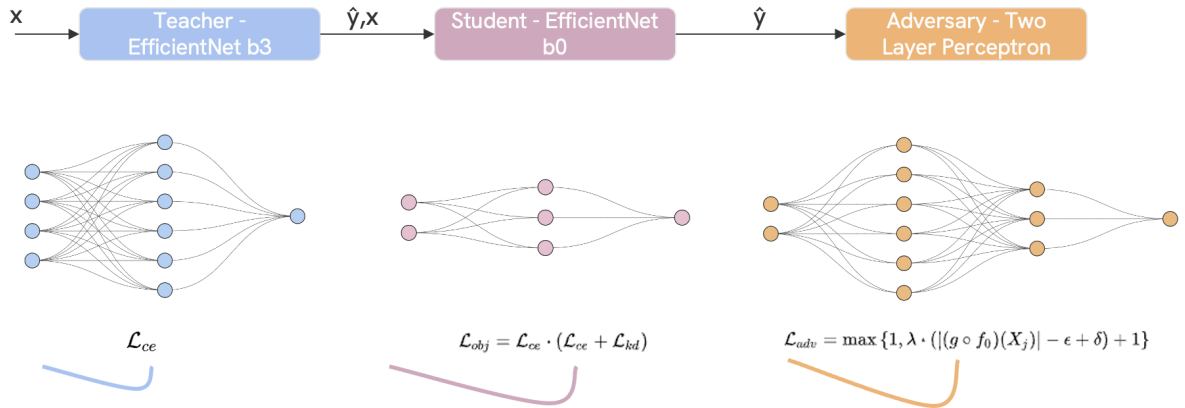 x
Teacher -
EfficientNet b3
ŷ,x
Student - EfficientNet
b0
ŷ
Adversary - Two
Layer Perceptron
ℒ_ce
ℒ_obj = ℒ_ce · (ℒ_ce + ℒ_kd)
ℒ_adv = max {1, λ · (|(g ∘ f₀)(X_j)| − ϵ + δ) + 1}